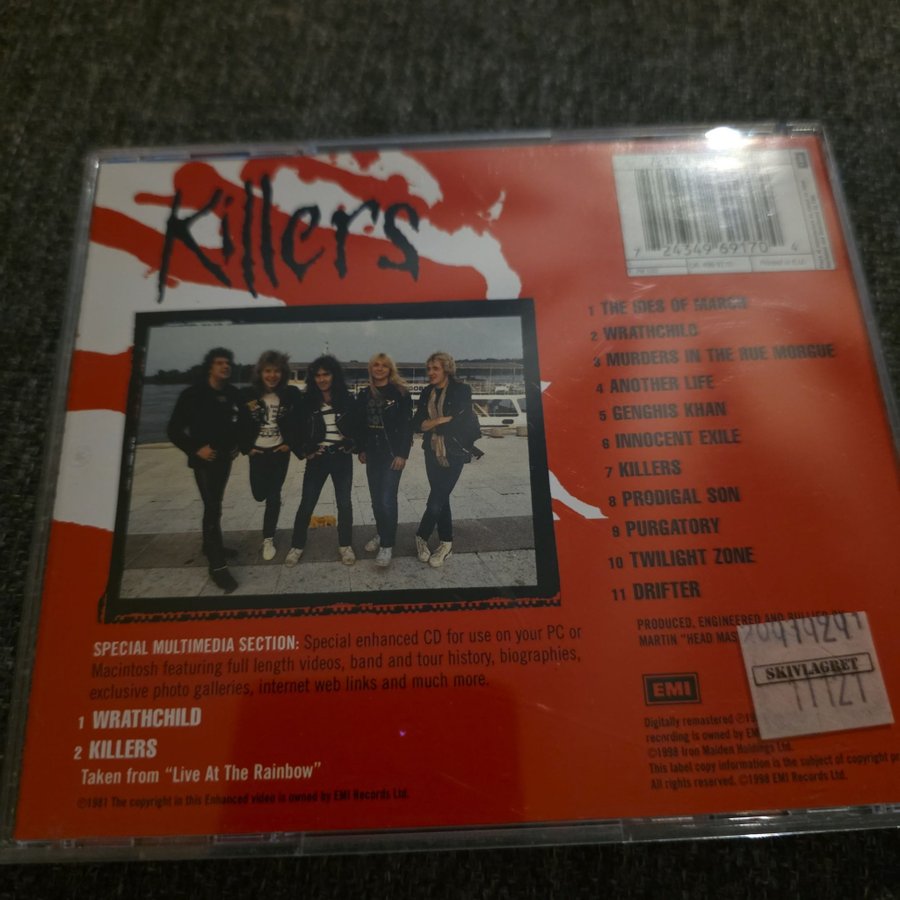 Killers
7 24349 69170 4
1 THE IDES OF MARCH
2 WRATHCHILD
3 MURDERS IN THE RUE MORGUE
4 ANOTHER LIFE
5 GENGHIS KHAN
6 INNOCENT EXILE
7 KILLERS
8 PRODIGAL SON
9 PURGATORY
10 TWILIGHT ZONE
11 DRIFTER
PRODUCED, ENGINEERED AND BULLIED BY
MARTIN "HEAD MAS
SKIVLAGRET
EMI
Digitally remastered
recording is owned by EM
©1998 Iron Maiden Holdings Ltd.
This label copy information is the subject of copyright
All rights reserved. ©1998 EMI Records Ltd.
SPECIAL MULTIMEDIA SECTION: Special enhanced CD for use on your PC or
Macintosh featuring full length videos, band and tour history, biographies,
exclusive photo galleries, internet web links and much more.
1 WRATHCHILD
2 KILLERS
Taken from "Live At The Rainbow"
©1981 The copyright in this Enhanced video is owned by EMI Records Ltd.